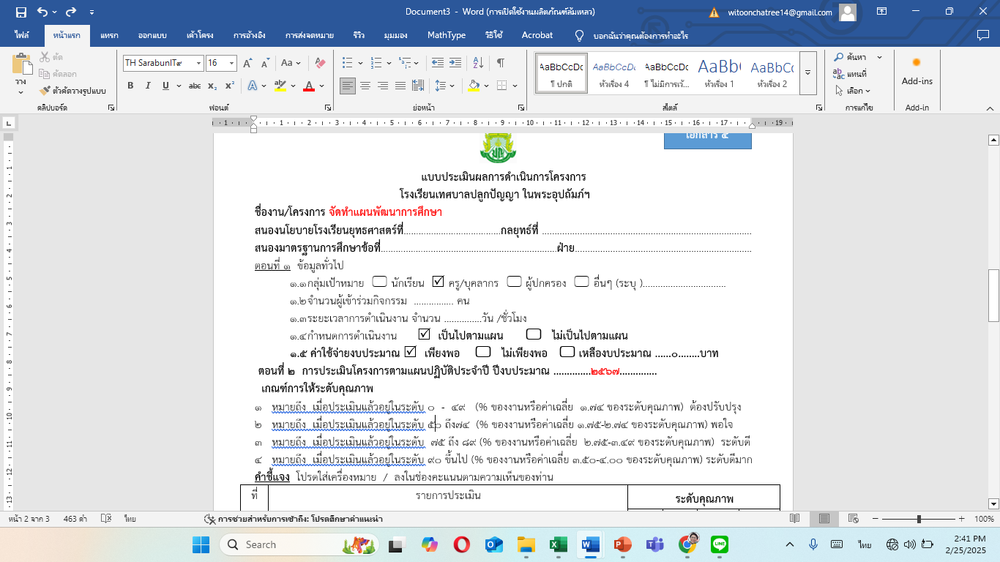 Document3 - Word (การเปิดใช้งานผลิตภัณฑ์ล้มเหลว)
witoonchatree14@gmail.com
ไฟล์ หน้าแรก แทรก ออกแบบ เค้าโครง การอ้างอิง การส่งจดหมาย รีวิว มุมมอง MathType วิธีใช้ Acrobat บอกฉันว่าคุณต้องการทำอะไร
วาง ตัด คัดลอก ตัวคัดวางรูปแบบ
TH SarabunIT๙ 16
AaBbCcDc AaBbCcDc AaBbCcDc AaBbC AaBbCc
¶ ปกติ หัวเรื่อง 4 ¶ ไม่มีการเว้... หัวเรื่อง 1 หัวเรื่อง 2
ค้นหา แทนที่ เลือก
Add-ins
คลิปบอร์ด ฟอนต์ ย่อหน้า สไตล์ การแก้ไข Add-in
เอกสาร ๕
แบบประเมินผลการดำเนินการโครงการ
โรงเรียนเทศบาลปลูกปัญญา ในพระอุปถัมภ์ฯ
ชื่องาน/โครงการ จัดทำแผนพัฒนาการศึกษา
สนองนโยบายโรงเรียนยุทธศาสตร์ที่.....................................กลยุทธ์ที่ ................................................................................
สนองมาตรฐานการศึกษาข้อที่...................................................................ฝ่าย...................................................................
ตอนที่ ๑ ข้อมูลทั่วไป
๑.๑กลุ่มเป้าหมาย นักเรียน ครู/บุคลากร ผู้ปกครอง อื่นๆ (ระบุ )................................
๑.๒จำนวนผู้เข้าร่วมกิจกรรม ................ คน
๑.๓ระยะเวลาการดำเนินงาน จำนวน ...............วัน /ชั่วโมง
๑.๔กำหนดการดำเนินงาน เป็นไปตามแผน ไม่เป็นไปตามแผน
๑.๕ ค่าใช้จ่ายงบประมาณ เพียงพอ ไม่เพียงพอ เหลืองบประมาณ ......๐........บาท
ตอนที่ ๒ การประเมินโครงการตามแผนปฏิบัติประจำปี ปีงบประมาณ ..............๒๕๖๗..............
เกณฑ์การให้ระดับคุณภาพ
๑ หมายถึง เมื่อประเมินแล้วอยู่ในระดับ ๐ - ๔๙ (% ของงานหรือค่าเฉลี่ย ๑.๗๔ ของระดับคุณภาพ) ต้องปรับปรุง
๒ หมายถึง เมื่อประเมินแล้วอยู่ในระดับ ๕๐ ถึง๗๔ (% ของงานหรือค่าเฉลี่ย ๑.๗๕-๒.๗๔ ของระดับคุณภาพ) พอใจ
๓ หมายถึง เมื่อประเมินแล้วอยู่ในระดับ ๗๕ ถึง ๘๙ (% ของงานหรือค่าเฉลี่ย ๒.๗๕-๓.๔๙ ของระดับคุณภาพ) ระดับดี
๔ หมายถึง เมื่อประเมินแล้วอยู่ในระดับ ๙๐ ขึ้นไป (% ของงานหรือค่าเฉลี่ย ๓.๕๐-๔.๐๐ ของระดับคุณภาพ) ระดับดีมาก
คำชี้แจง โปรดใส่เครื่องหมาย / ลงในช่องคะแนนตามความเห็นของท่าน
ที่ รายการประเมิน ระดับคุณภาพ
หน้า 2 จาก 3 463 คำ ไทย การช่วยสำหรับการเข้าถึง: โปรดศึกษาคำแนะนำ 100%
Search ไทย 2:41 PM
2/25/2025